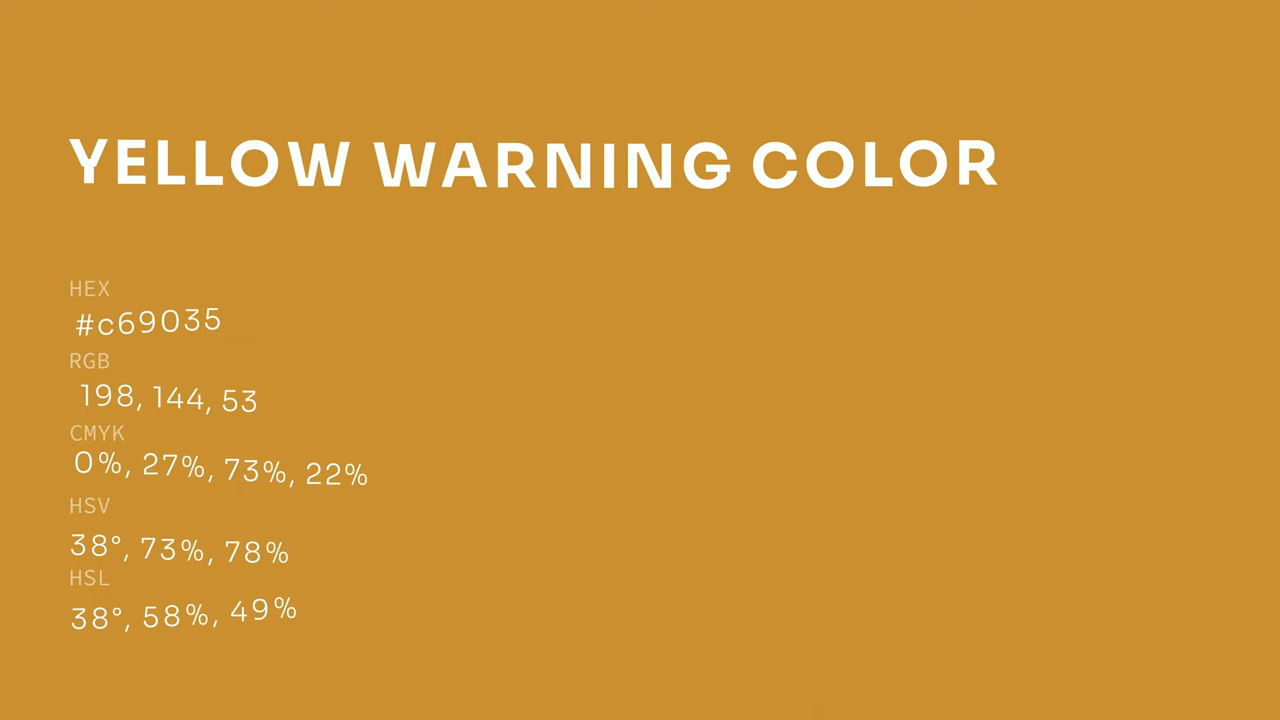 YELLOW WARNING COLOR
HEX
#c69035
RGB
198, 144, 53
CMYK
0%, 27%, 73%, 22%
HSV
38°, 73%, 78%
HSL
38°, 58%, 49%